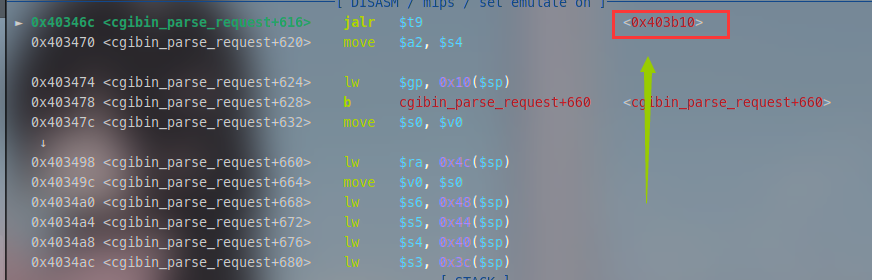 [ DISASM / mips / set emulate on ]
► 0x40346c <cgibin_parse_request+616> jalr $t9 <0x403b10>
0x403470 <cgibin_parse_request+620> move $a2, $s4
0x403474 <cgibin_parse_request+624> lw $gp, 0x10($sp)
0x403478 <cgibin_parse_request+628> b cgibin_parse_request+660 <cgibin_parse_request+660>
0x40347c <cgibin_parse_request+632> move $s0, $v0
↓
0x403498 <cgibin_parse_request+660> lw $ra, 0x4c($sp)
0x40349c <cgibin_parse_request+664> move $v0, $s0
0x4034a0 <cgibin_parse_request+668> lw $s6, 0x48($sp)
0x4034a4 <cgibin_parse_request+672> lw $s5, 0x44($sp)
0x4034a8 <cgibin_parse_request+676> lw $s4, 0x40($sp)
0x4034ac <cgibin_parse_request+680> lw $s3, 0x3c($sp)
[ STACK ]